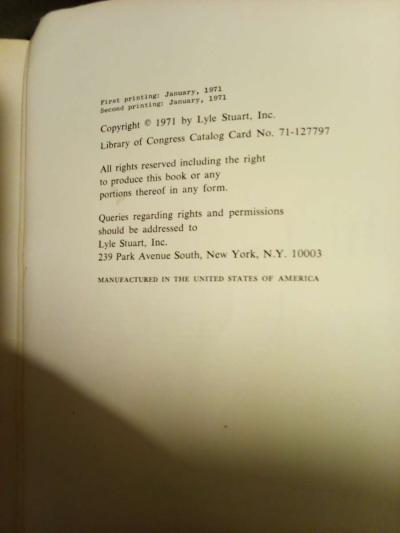 First printing: January, 1971
Second printing: January, 1971
Copyright © 1971 by Lyle Stuart, Inc.
Library of Congress Catalog Card No. 71-127797
All rights reserved including the right
to produce this book or any
portions thereof in any form.
Queries regarding rights and permissions
should be addressed to
Lyle Stuart, Inc.
239 Park Avenue South, New York, N.Y. 10003
MANUFACTURED IN THE UNITED STATES OF AMERICA